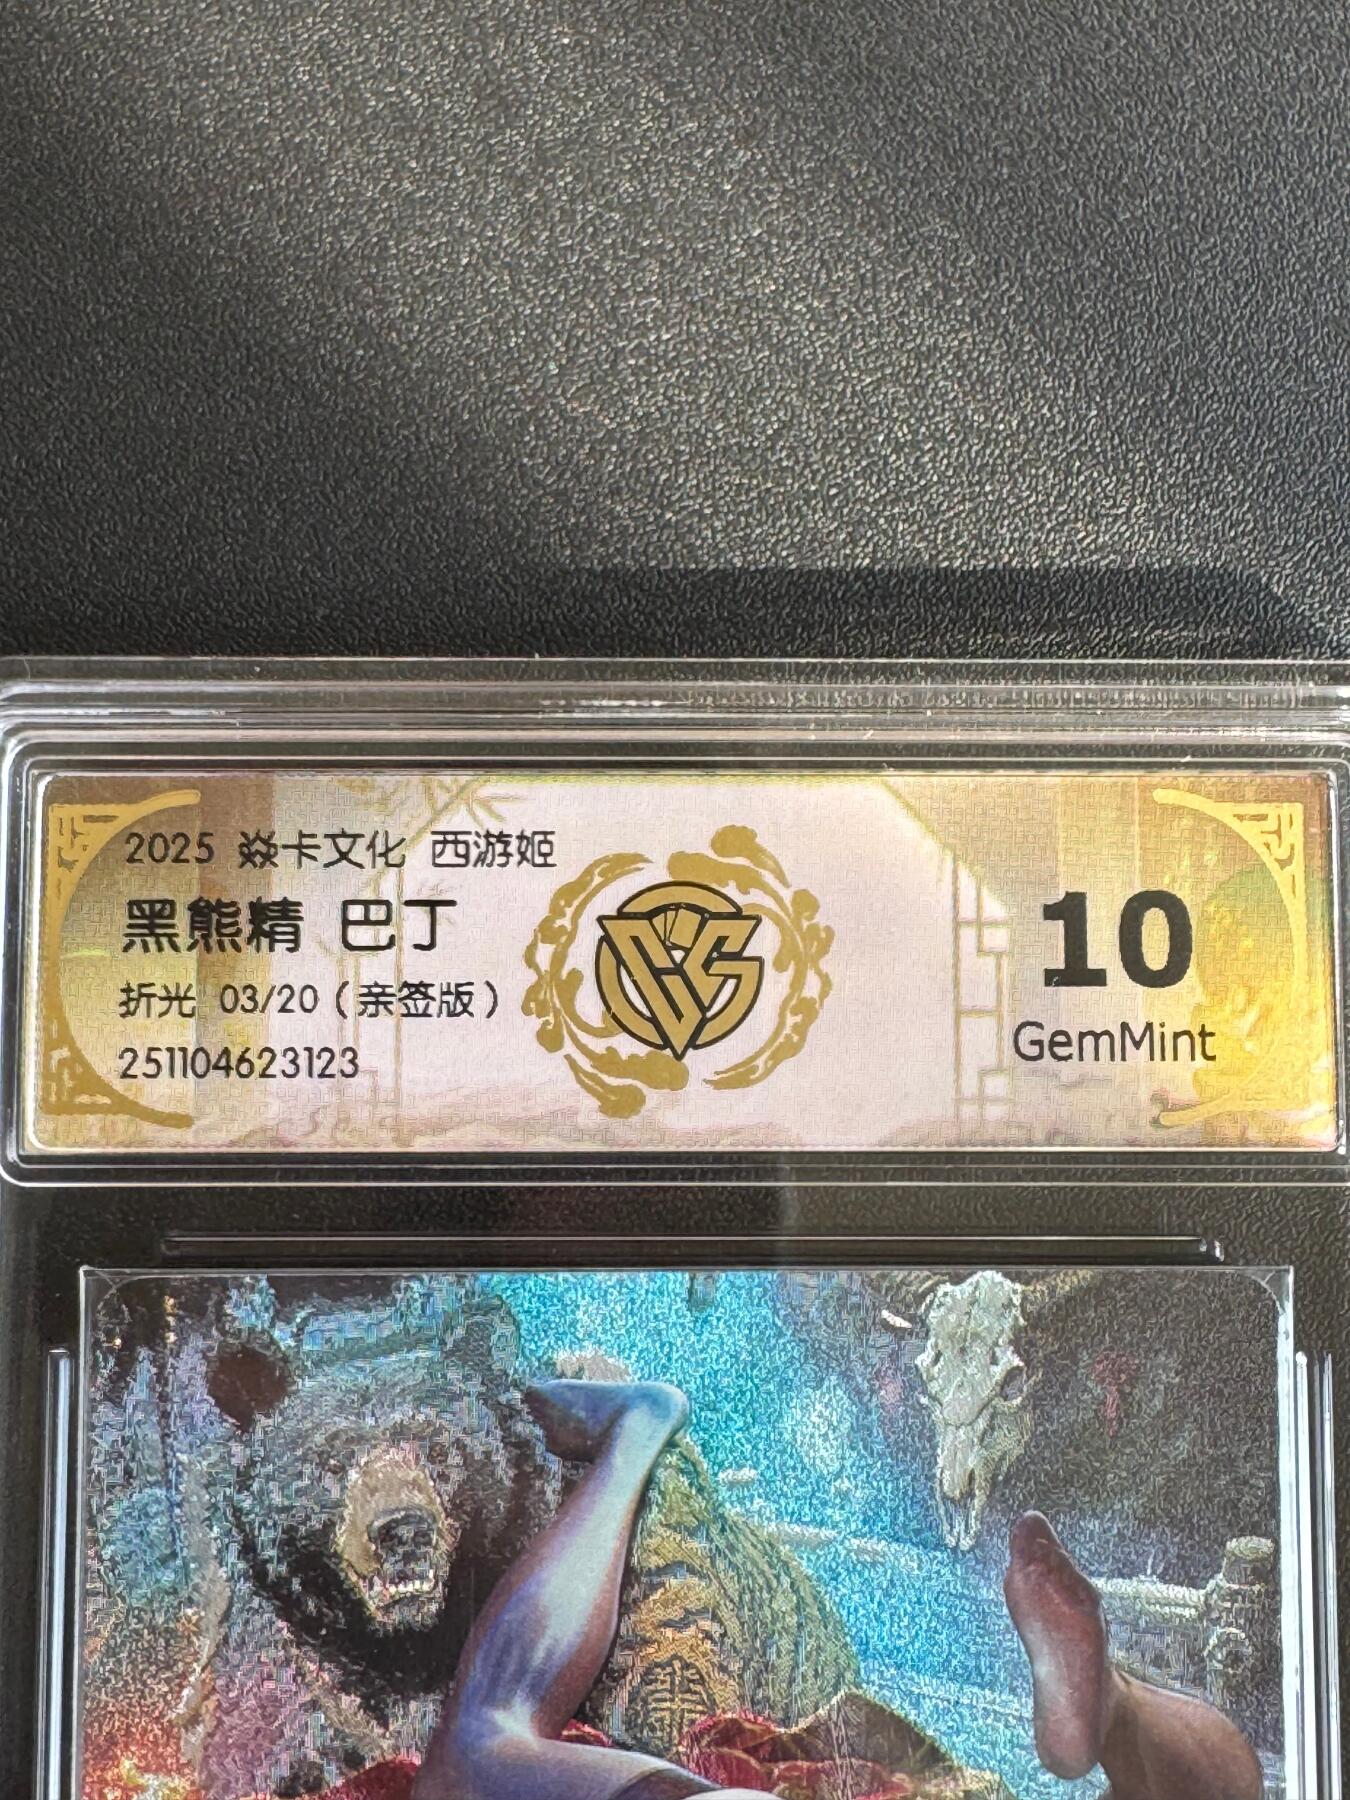 2025 焱卡文化 西游姬
黑熊精 巴丁
折光 03/20（亲签版）
251104623123
10
GemMint